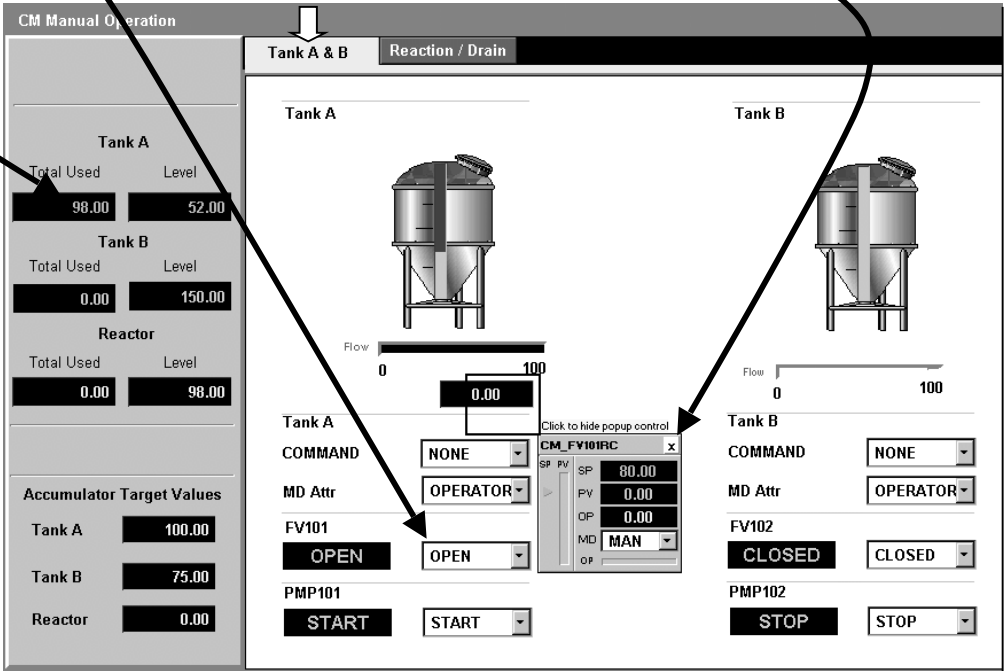 CM Manual Operation
Tank A & B
Reaction / Drain
Tank A
Total Used Level
98.00 52.00
Tank B
Total Used Level
0.00 150.00
Reactor
Total Used Level
0.00 98.00
Accumulator Target Values
Tank A 100.00
Tank B 75.00
Reactor 0.00
Tank A
Flow
0 100
0.00
Tank A
COMMAND NONE
MD Attr OPERATOR
FV101
OPEN OPEN
PMP101
START START
Click to hide popup control
CM_FV101RC x
SP PV
SP 80.00
PV 0.00
OP 0.00
MD MAN
OP
Tank B
Flow
0 100
Tank B
COMMAND NONE
MD Attr OPERATOR
FV102
CLOSED CLOSED
PMP102
STOP STOP